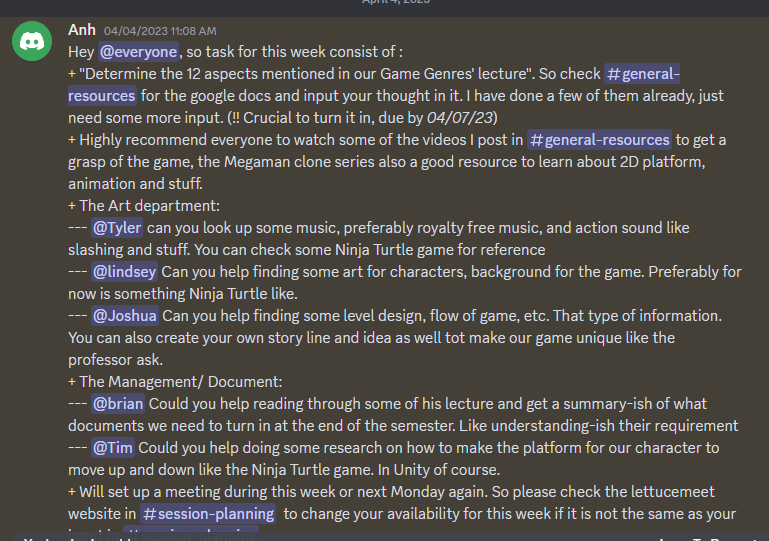 April 4, 2023
Anh 04/04/2023 11:08 AM
Hey @everyone , so task for this week consist of :
+ "Determine the 12 aspects mentioned in our Game Genres' lecture". So check #general-
resources for the google docs and input your thought in it. I have done a few of them already, just
need some more input. (!! Crucial to turn it in, due by 04/07/23)
+ Highly recommend everyone to watch some of the videos I post in #general-resources to get a
grasp of the game, the Megaman clone series also a good resource to learn about 2D platform,
animation and stuff.
+ The Art department:
--- @Tyler can you look up some music, preferably royalty free music, and action sound like
slashing and stuff. You can check some Ninja Turtle game for reference
--- @lindsey Can you help finding some art for characters, background for the game. Preferably for
now is something Ninja Turtle like.
--- @Joshua Can you help finding some level design, flow of game, etc. That type of information.
You can also create your own story line and idea as well tot make our game unique like the
professor ask.
+ The Management/ Document:
--- @brian Could you help reading through some of his lecture and get a summary-ish of what
documents we need to turn in at the end of the semester. Like understanding-ish their requirement
--- @Tim Could you help doing some research on how to make the platform for our character to
move up and down like the Ninja Turtle game. In Unity of course.
+ Will set up a meeting during this week or next Monday again. So please check the lettucemeet
website in #session-planning to change your availability for this week if it is not the same as your